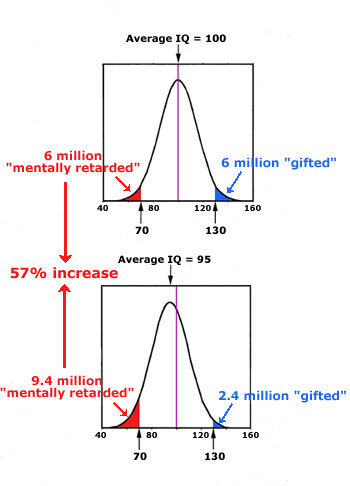 Average IQ = 100
6 million
"mentally retarded"
6 million "gifted"
40 80 120 160
70 130
57% increase
Average IQ = 95
9.4 million
"mentally retarded"
2.4 million "gifted"
40 80 120 160
70 130